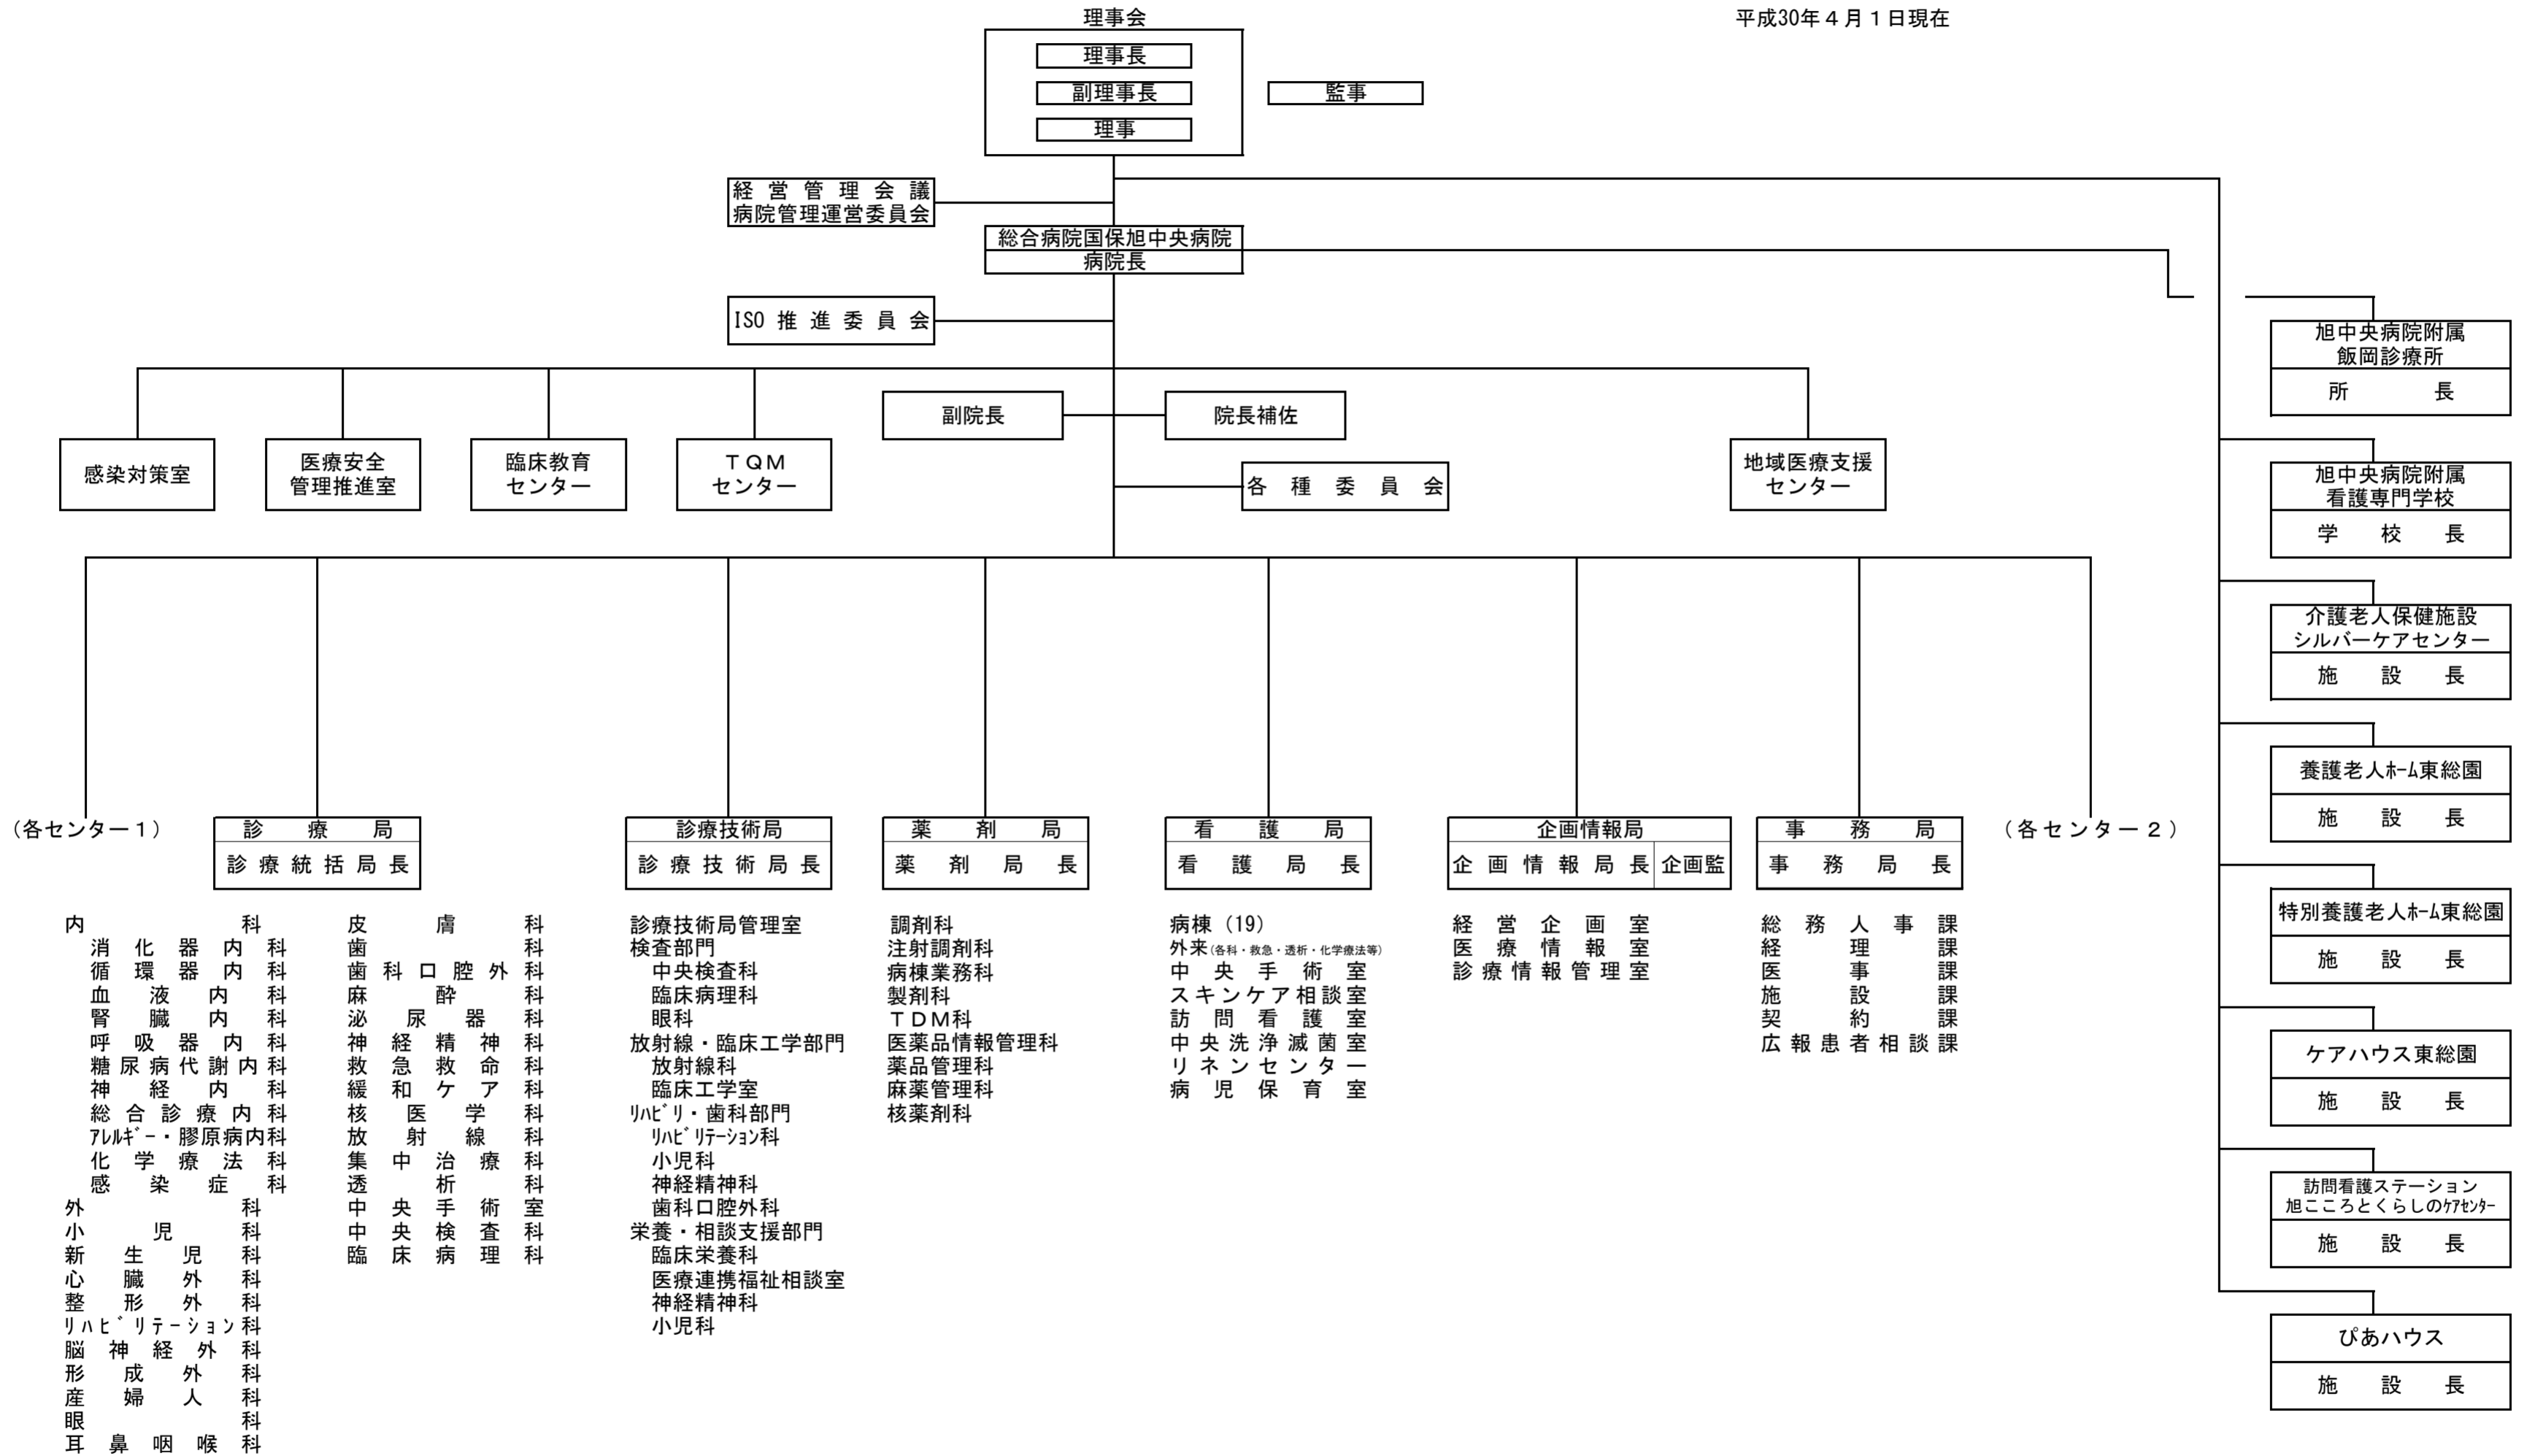 理事会
平成30年４月１日現在
理事長
副理事長
監事
理事
経営管理会議
病院管理運営委員会
総合病院国保旭中央病院
病院長
ISO推進委員会
旭中央病院附属
飯岡診療所
所長
副院長
院長補佐
感染対策室
医療安全
管理推進室
臨床教育
センター
ＴＱＭ
センター
各種委員会
地域医療支援
センター
旭中央病院附属
看護専門学校
学校長
介護老人保健施設
シルバーケアセンター
施設長
養護老人ﾎｰﾑ東総園
施設長
特別養護老人ﾎｰﾑ東総園
施設長
ケアハウス東総園
施設長
訪問看護ステーション
旭こころとくらしのｹｱｾﾝﾀｰ
施設長
ぴあハウス
施設長
（各センター１）
診療局
診療統括局長
内科
消化器内科
循環器内科
血液内科
腎臓内科
呼吸器内科
糖尿病代謝内科
神経内科
総合診療内科
ｱﾚﾙｷﾞｰ・膠原病内科
化学療法科
感染症科
外科
小児科
新生児科
心臓外科
整形外科
ﾘﾊﾋﾞﾘﾃｰｼｮﾝ科
脳神経外科
形成外科
産婦人科
眼科
耳鼻咽喉科
皮膚科
歯科
歯科口腔外科
麻酔科
泌尿器科
神経精神科
救急救命科
緩和ケア科
核医学科
放射線科
集中治療科
透析科
中央手術室
中央検査科
臨床病理科
診療技術局
診療技術局長
診療技術局管理室
検査部門
中央検査科
臨床病理科
眼科
放射線・臨床工学部門
放射線科
臨床工学室
ﾘﾊﾋﾞﾘ・歯科部門
ﾘﾊﾋﾞﾘﾃｰｼｮﾝ科
小児科
神経精神科
歯科口腔外科
栄養・相談支援部門
臨床栄養科
医療連携福祉相談室
神経精神科
小児科
薬剤局
薬剤局長
調剤科
注射調剤科
病棟業務科
製剤科
ＴＤＭ科
医薬品情報管理科
薬品管理科
麻薬管理科
核薬剤科
看護局
看護局長
病棟（19）
外来（各科・救急・透析・化学療法等）
中央手術室
スキンケア相談室
訪問看護室
中央洗浄滅菌室
リネンセンター
病児保育室
企画情報局
企画情報局長 企画監
経営企画室
医療情報室
診療情報管理室
事務局
事務局長
総務人事課
経理課
医事課
施設課
契約課
広報患者相談課
（各センター２）